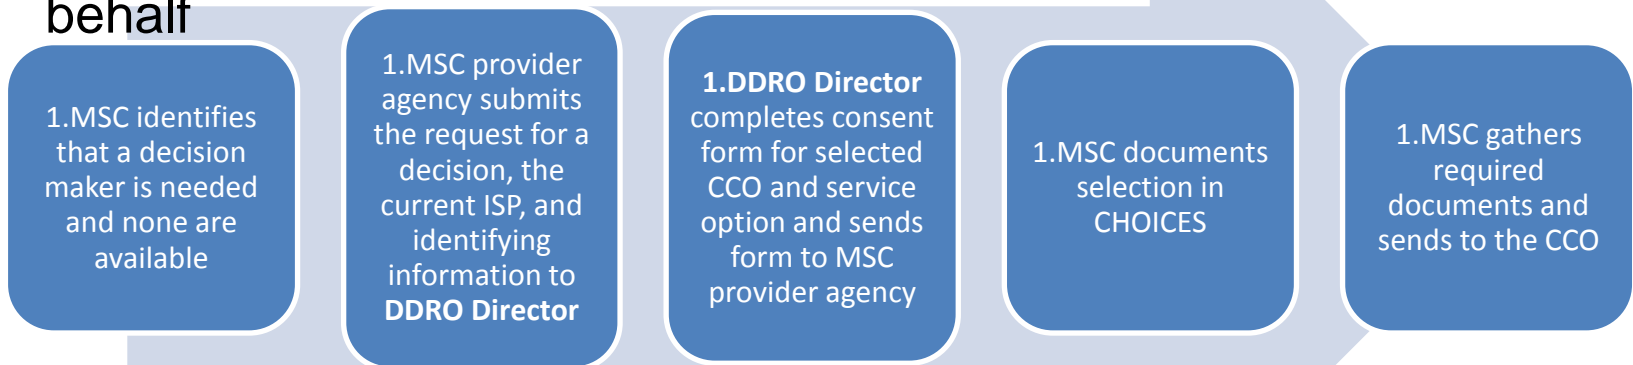 behalf
1.MSC identifies
that a decision
maker is needed
and none are
available
1.MSC provider
agency submits
the request for a
decision, the
current ISP, and
identifying
information to
DDRO Director
1.DDRO Director
completes consent
form for selected
CCO and service
option and sends
form to MSC
provider agency
1.MSC documents
selection in
CHOICES
1.MSC gathers
required
documents and
sends to the CCO